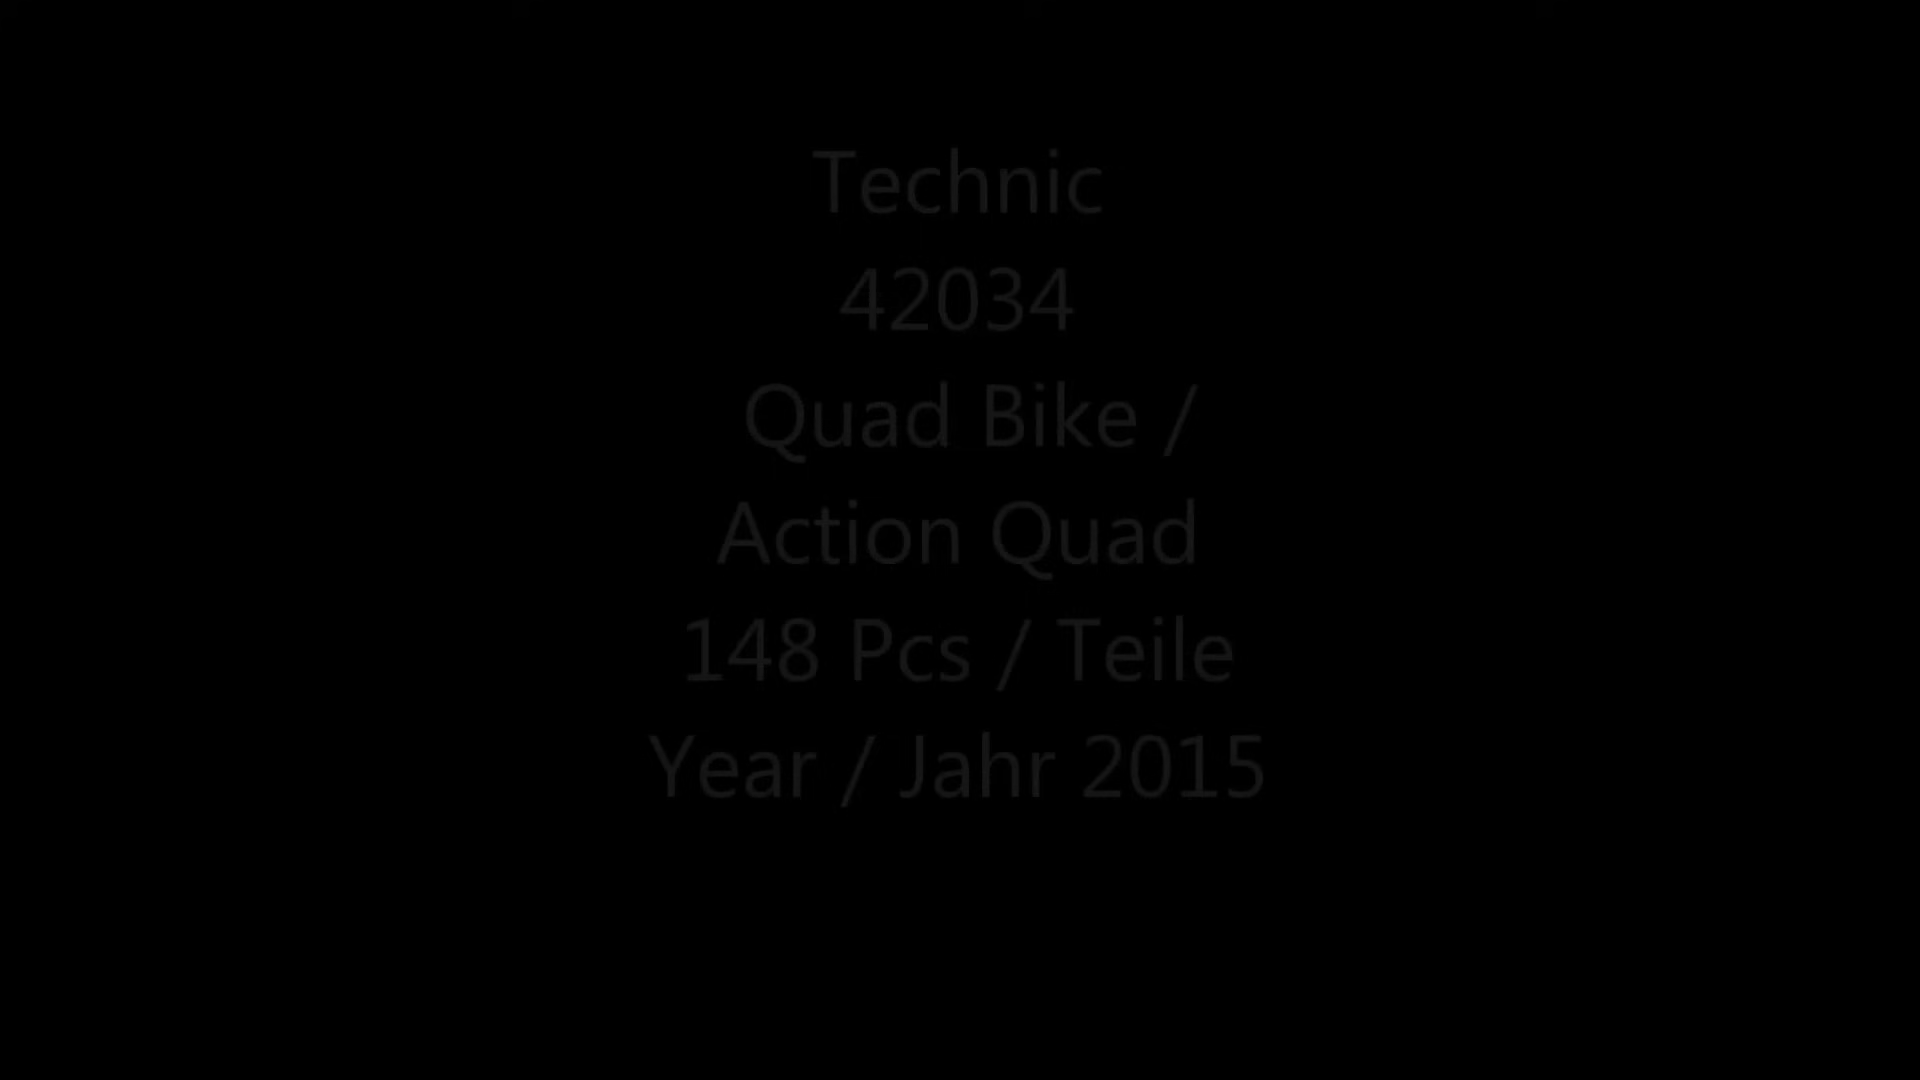 Technic
42034
Quad Bike /
Action Quad
148 Pcs / Teile
Year / Jahr 2015